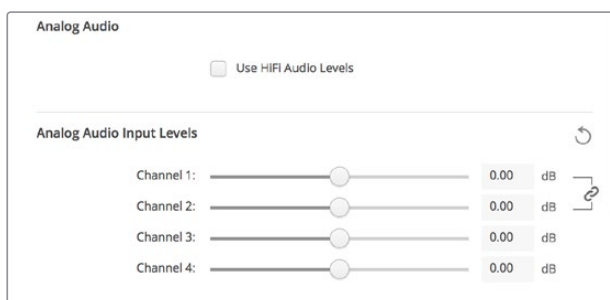 Analog Audio
Use HiFi Audio Levels
Analog Audio Input Levels
Channel 1: 0.00 dB
Channel 2: 0.00 dB
Channel 3: 0.00 dB
Channel 4: 0.00 dB